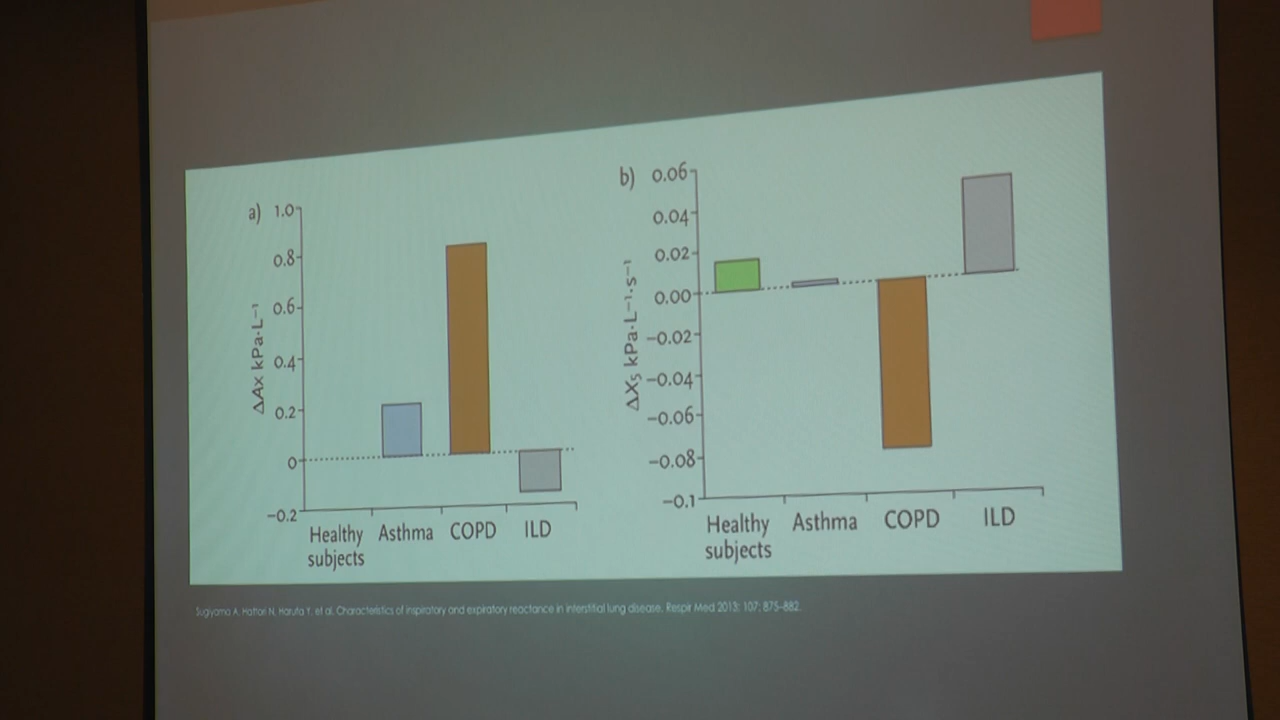 a)
1.0
0.8
0.6
0.4
0.2
0
−0.2
ΔAx kPa·L⁻¹
Healthy subjects
Asthma
COPD
ILD
b)
0.06
0.04
0.02
0.00
−0.02
−0.04
−0.06
−0.08
−0.1
ΔX₅ kPa·L⁻¹·s⁻¹
Healthy subjects
Asthma
COPD
ILD
Sugiyama A, Hattori N, Haruta Y, et al. Characteristics of inspiratory and expiratory reactance in interstitial lung disease. Respir Med 2013; 107: 875–882.